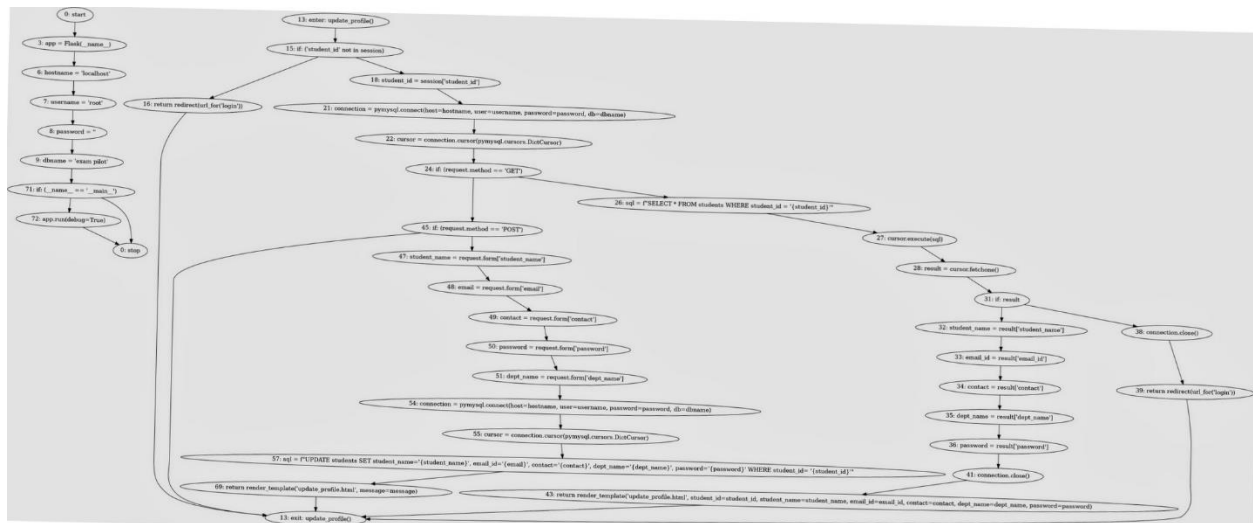 0: start
3: app = Flask(__name__)
6: hostname = 'localhost'
7: username = 'root'
8: password = ''
9: dbname = 'exam pilot'
71: if: (__name__ == '__main__')
72: app.run(debug=True)
0: stop
13: enter: update_profile()
15: if: ('student_id' not in session)
16: return redirect(url_for('login'))
18: student_id = session['student_id']
21: connection = pymysql.connect(host=hostname, user=username, password=password, db=dbname)
22: cursor = connection.cursor(pymysql.cursors.DictCursor)
24: if: (request.method == 'GET')
26: sql = f"SELECT * FROM students WHERE student_id = '{student_id}'"
27: cursor.execute(sql)
28: result = cursor.fetchone()
31: if: result
32: student_name = result['student_name']
33: email_id = result['email_id']
34: contact = result['contact']
35: dept_name = result['dept_name']
36: password = result['password']
41: connection.close()
38: connection.close()
39: return redirect(url_for('login'))
45: if: (request.method == 'POST')
47: student_name = request.form['student_name']
48: email = request.form['email']
49: contact = request.form['contact']
50: password = request.form['password']
51: dept_name = request.form['dept_name']
54: connection = pymysql.connect(host=hostname, user=username, password=password, db=dbname)
55: cursor = connection.cursor(pymysql.cursors.DictCursor)
57: sql = f"UPDATE students SET student_name='{student_name}', email_id='{email}', contact='{contact}', dept_name='{dept_name}', password='{password}' WHERE student_id= '{student_id}'"
69: return render_template('update_profile.html', message=message)
43: return render_template('update_profile.html', student_id=student_id, student_name=student_name, email_id=email_id, contact=contact, dept_name=dept_name, password=password)
13: exit: update_profile()